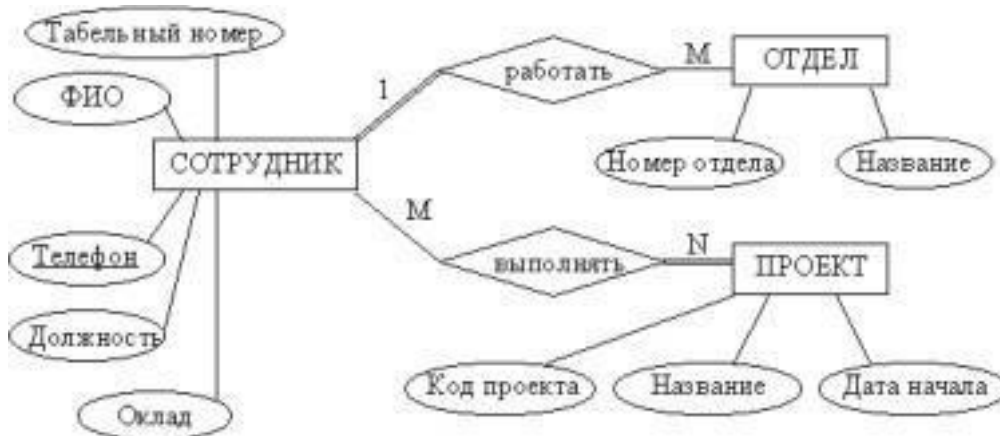 Табельный номер
ФИО
СОТРУДНИК
Телефон
Должность
Оклад
1
работать
M
ОТДЕЛ
Номер отдела
Название
M
выполнять
N
ПРОЕКТ
Код проекта
Название
Дата начала